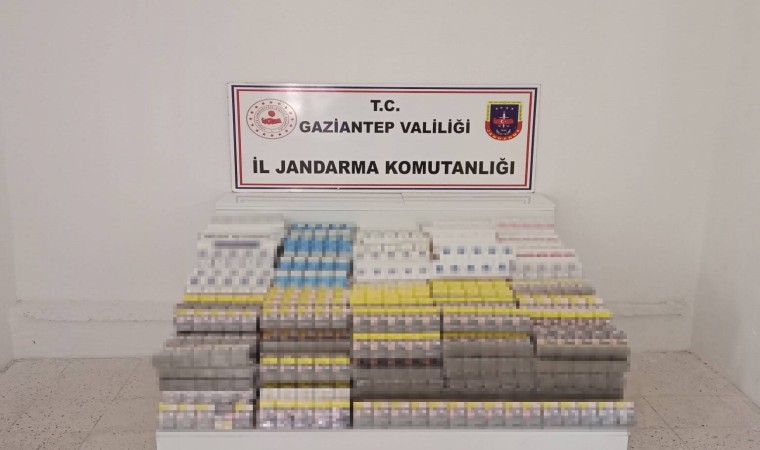 T.C.
GAZİANTEP VALİLİĞİ
İL JANDARMA KOMUTANLIĞI